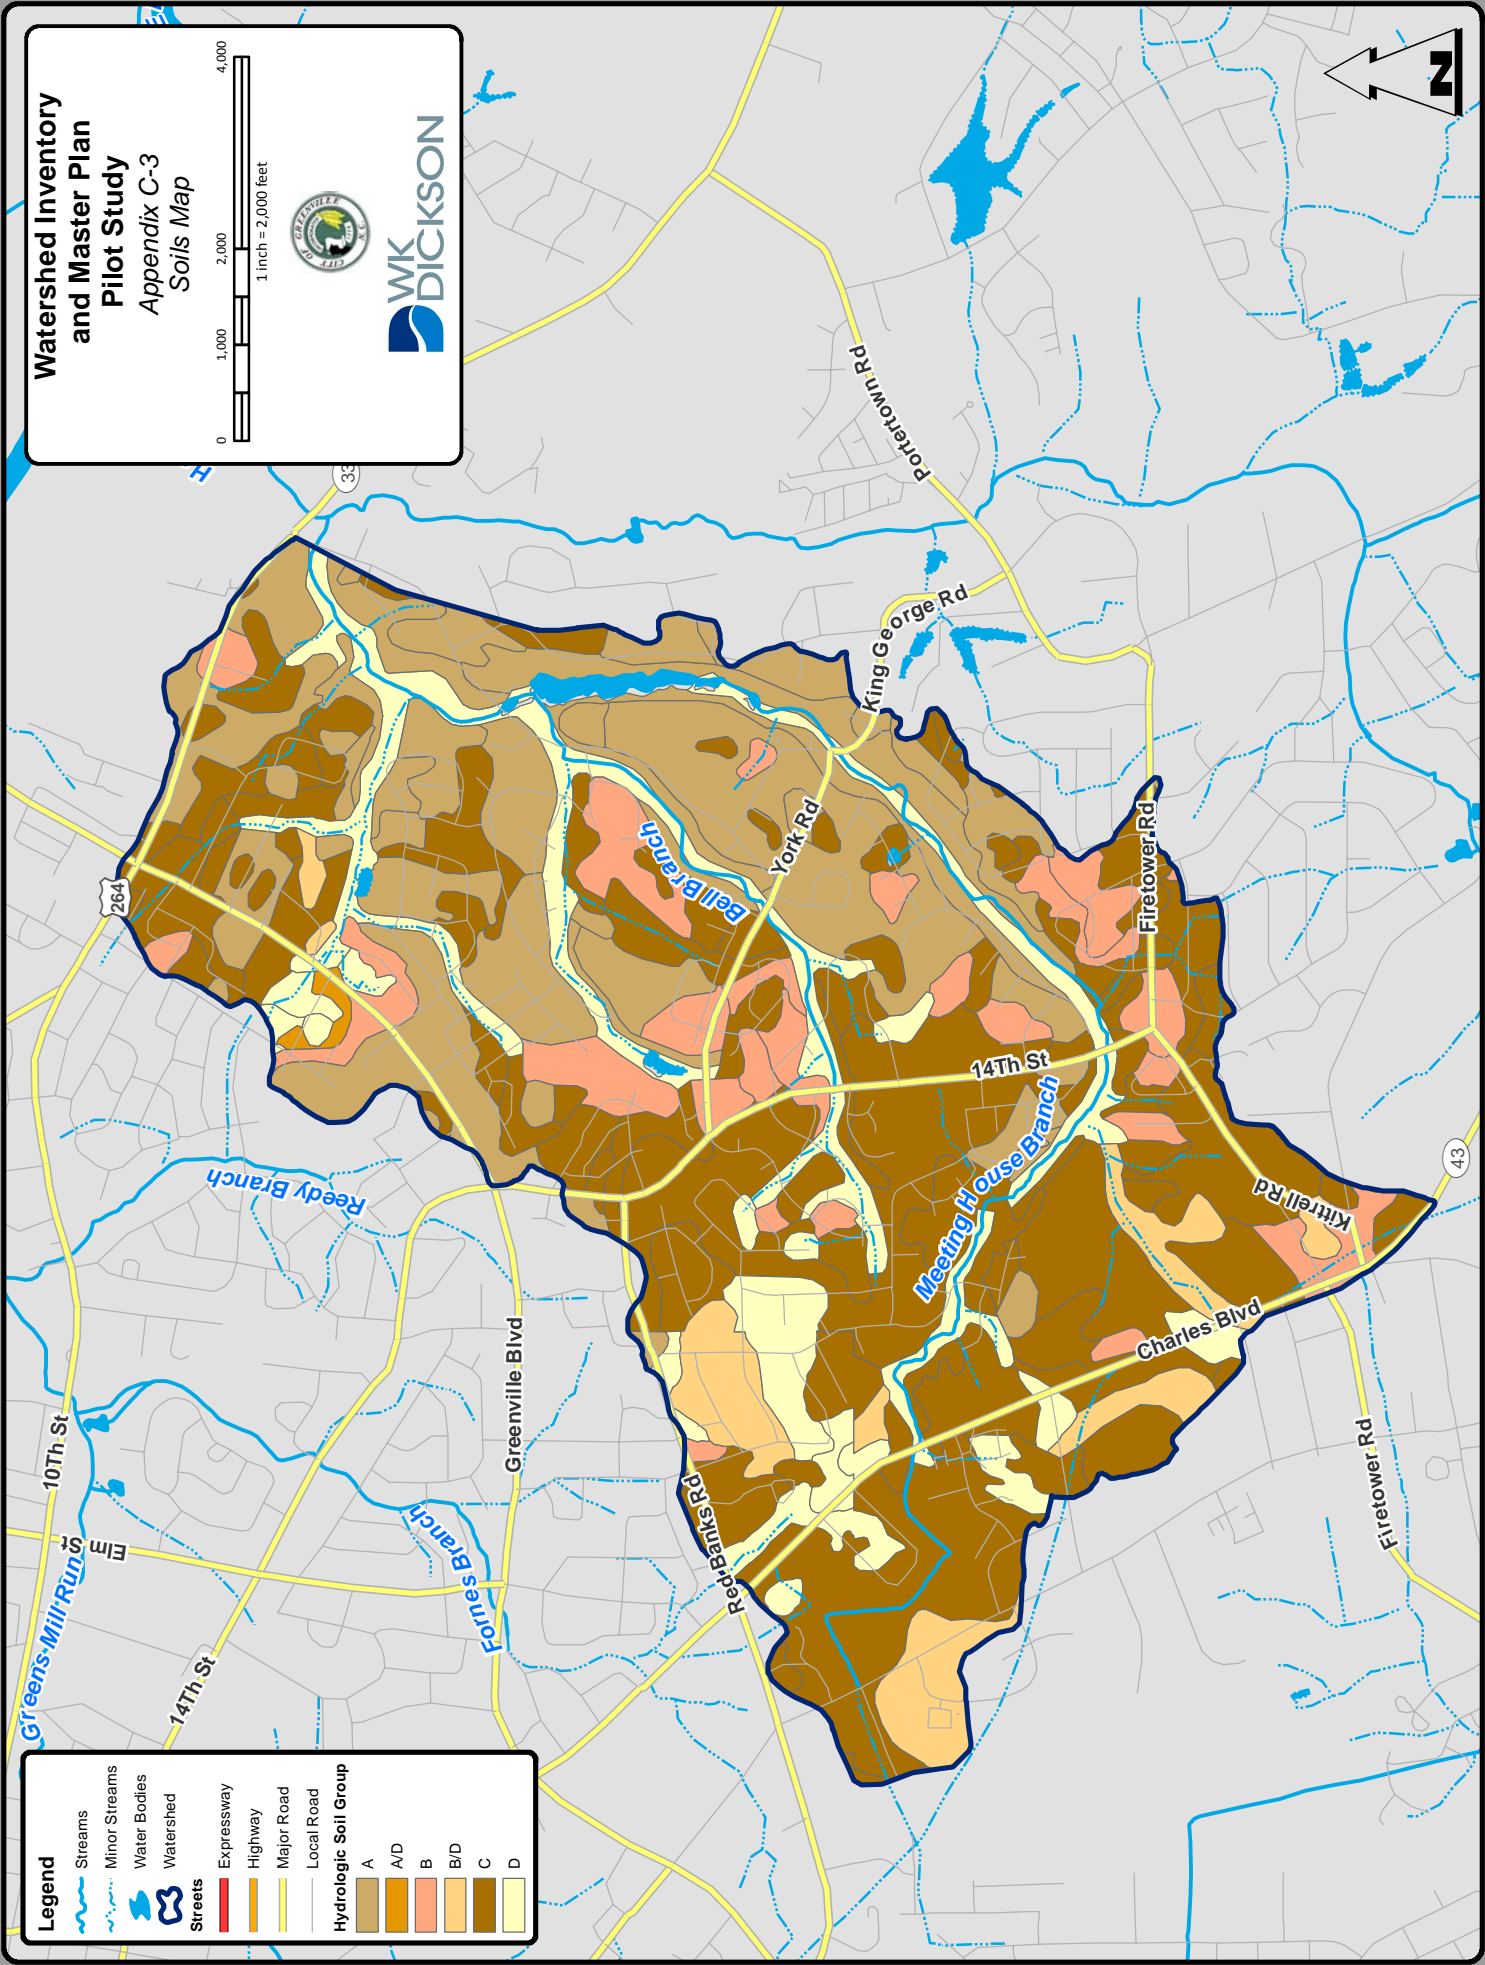 Watershed Inventory
and Master Plan
Pilot Study
Appendix C-3
Soils Map
0 1,000 2,000 4,000
1 inch = 2,000 feet
CITY OF GREENVILLE N.C.
WK
DICKSON
N
H
33
264
43
Portertown Rd
King George Rd
York Rd
Bell Branch
Firetower Rd
14Th St
Meeting House Branch
Kittrell Rd
Charles Blvd
Reedy Branch
Greenville Blvd
10Th St
Elm St
Fornes Branch
Red Banks Rd
Firetower Rd
14Th St
Greens Mill Run
Legend
Streams
Minor Streams
Water Bodies
Watershed
Streets
Expressway
Highway
Major Road
Local Road
Hydrologic Soil Group
A
A/D
B
B/D
C
D